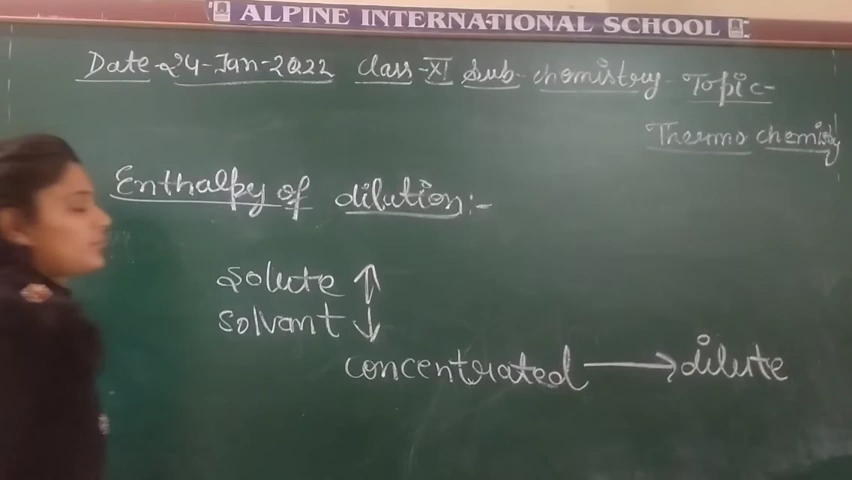 ALPINE INTERNATIONAL SCHOOL
Date-24-Jan-2022 Class-XI Sub-chemistry-Topic-
Thermo chemistry
Enthalpy of dilution:-
Solute ↑
Solvant ↓
concentrated → dilute